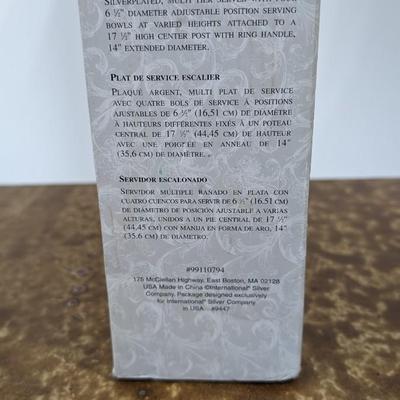 SILVERPLATED, MULTI TIER SERVER WITH FOUR
6 ½" DIAMETER ADJUSTABLE POSITION SERVING
BOWLS AT VARIED HEIGHTS ATTACHED TO A
17 ½" HIGH CENTER POST WITH RING HANDLE,
14" EXTENDED DIAMETER.
PLAT DE SERVICE ESCALIER
PLAQUÉ ARGENT, MULTI PLAT DE SERVICE
AVEC QUATRE BOLS DE SERVICE À POSITIONS
AJUSTABLES DE 6 ½" (16,51 CM) DE DIAMÈTRE
À HAUTEURS DIFFÉRENTES FIXÉS À UN POTEAU
CENTRAL DE 17 ½" (44,45 CM) DE HAUTEUR
AVEC UNE POIGNÉE EN ANNEAU DE 14"
(35,6 CM) DE DIAMÈTRE.
SERVIDOR ESCALONADO
SERVIDOR MÚLTIPLE BAÑADO EN PLATA CON
CUATRO CUENCOS PARA SERVIR DE 6 ½" (16.51 CM)
DE DIÁMETRO DE POSICIÓN AJUSTABLE A VARIAS
ALTURAS, UNIDOS A UN PIE CENTRAL DE 17 ½"
(44.45 CM) CON MANIJA EN FORMA DE ARO, 14"
(35.6 CM) DE DIÁMETRO.
#99110794
175 McClellan Highway, East Boston, MA 02128
USA Made in China ©International® Silver
Company. Package designed exclusively
for International® Silver Company
in USA. #9447